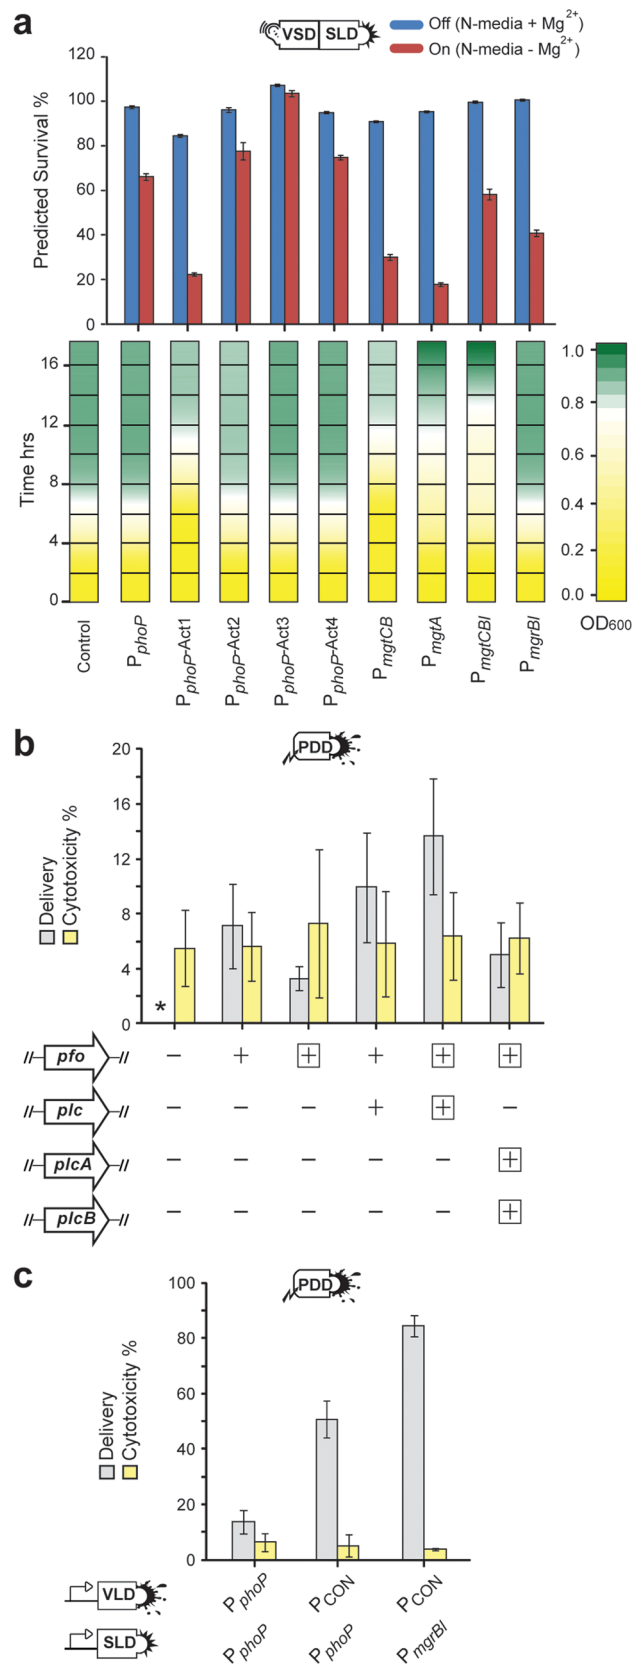 a
VSD SLD
Off (N-media + Mg2+)
On (N-media - Mg2+)
Predicted Survival %
120
100
80
60
40
20
0
Time hrs
16
12
8
4
0
1.0
0.8
0.6
0.4
0.2
0.0
OD600
Control
PphoP
PphoP-Act1
PphoP-Act2
PphoP-Act3
PphoP-Act4
PmgtCB
PmgtA
PmgtCBI
PmgrBI
b
PDD
Delivery
Cytotoxicity %
20
16
12
8
4
0
*
// pfo // − + + + + +
// plc // − − − + + −
// plcA // − − − − − +
// plcB // − − − − − +
c
PDD
Delivery
Cytotoxicity %
100
80
60
40
20
0
VLD PphoP PCON PCON
SLD PphoP PphoP PmgrBI